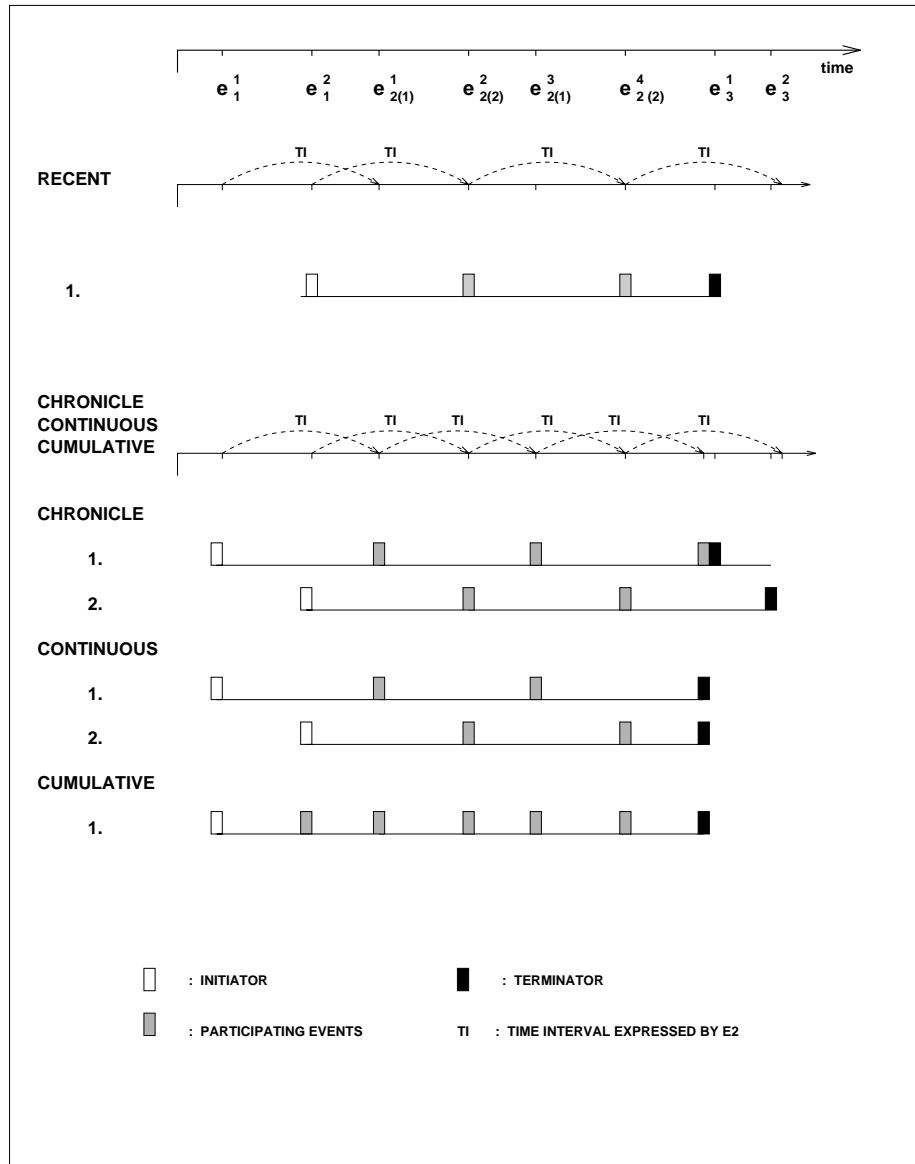 time
e 1 1 e 2 1 e 1 2(1) e 2 2(2) e 3 2(1) e 4 2 (2) e 1 3 e 2 3
TI TI TI TI
RECENT
1.
CHRONICLE
CONTINUOUS
CUMULATIVE
TI TI TI TI TI TI
CHRONICLE
1.
2.
CONTINUOUS
1.
2.
CUMULATIVE
1.
: INITIATOR
: TERMINATOR
: PARTICIPATING EVENTS
TI : TIME INTERVAL EXPRESSED BY E2